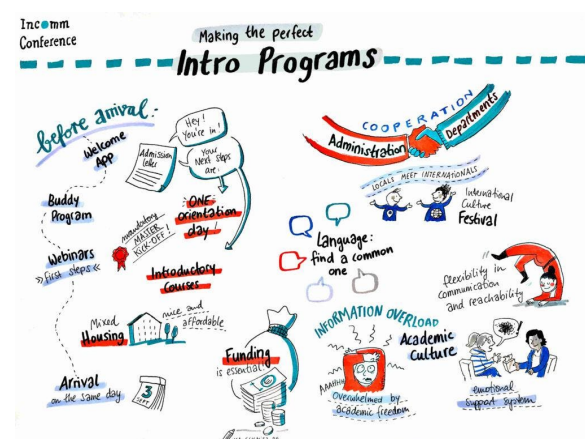 Incomm
Conference
Making the perfect
Intro Programs
before arrival:
Welcome
App
Buddy
Program
Webinars
»First steps«
Mixed
Housing
nice and
affordable
Arrival
on the same day
3
SEPT
Admission
letter
Hey!
You're in!
Your
Next steps
are:
mandatory
MASTER
KICK-OFF!
ONE
orientation
day!
Introductory
Courses
Funding
is essential!
COOPERATION
Administration
Departments
LOCALS MEET INTERNATIONALS
International
Culture
Festival
Language:
find a common
one
flexibility in
communication
and reachability
INFORMATION OVERLOAD
AAAHHH
overwhelmed by
academic freedom
Academic
Culture
emotional
support system